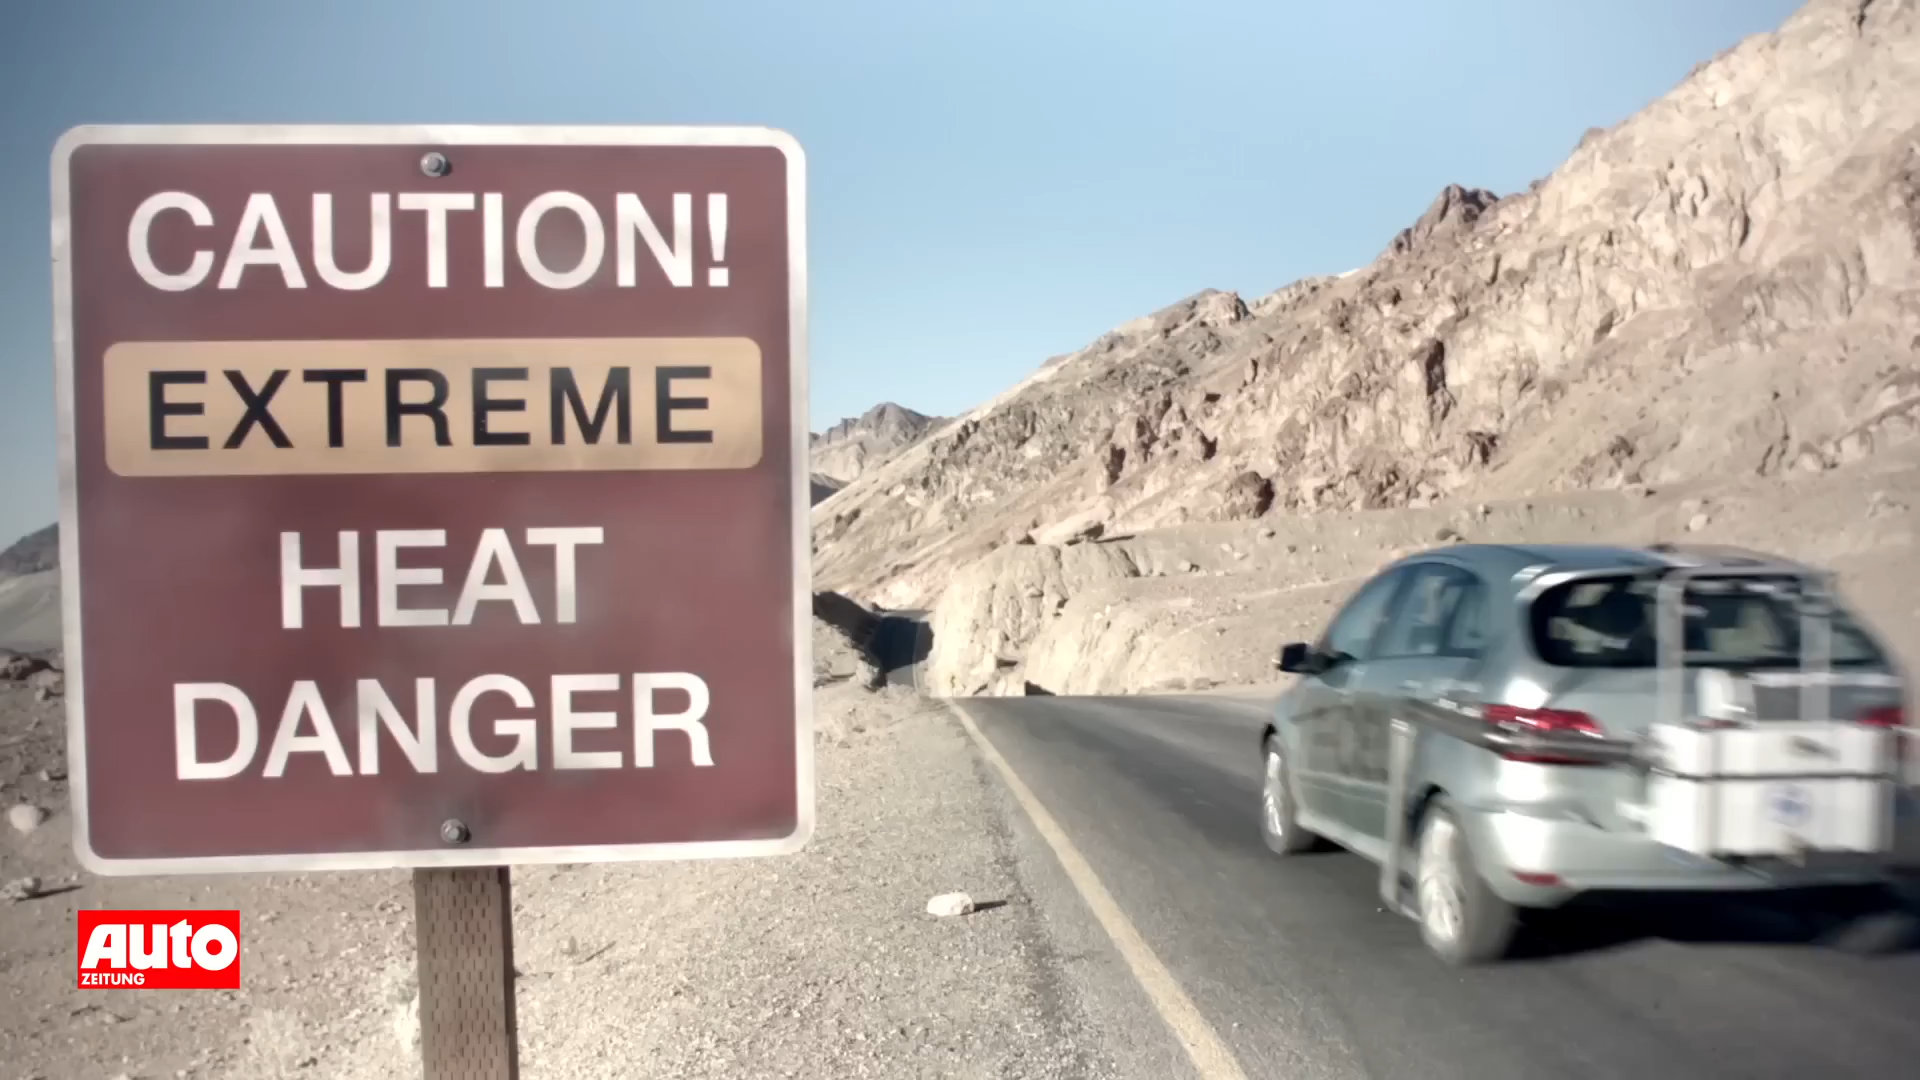 CAUTION!
EXTREME
HEAT
DANGER
Auto
ZEITUNG